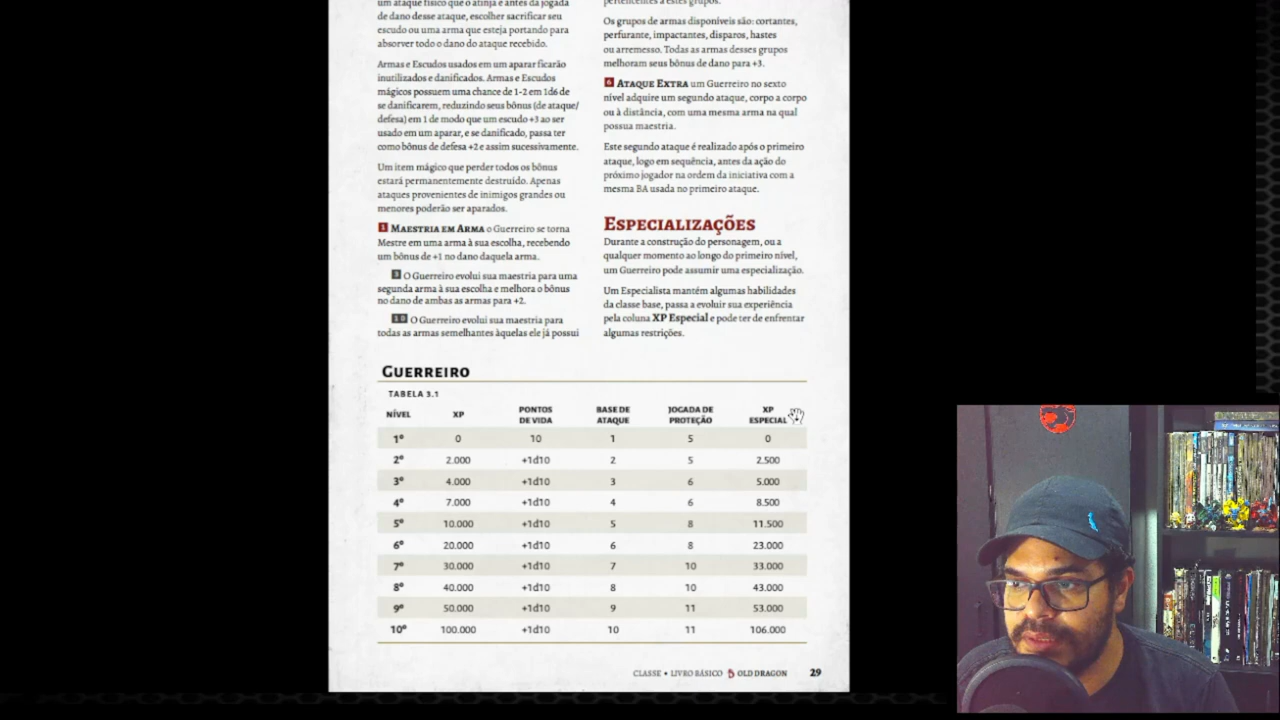 um ataque físico que o atinja e antes da jogada
de dano desse ataque, escolher sacrificar seu
escudo ou uma arma que esteja portando para
absorver todo o dano do ataque recebido.
Armas e Escudos usados em um aparar ficarão
inutilizados e danificados. Armas e Escudos
mágicos possuem uma chance de 1-2 em 1d6 de
se danificarem, reduzindo seus bônus (de ataque/
defesa) em 1 de modo que um escudo +3 ao ser
usado em um aparar, e se danificado, passa ter
como bônus de defesa +2 e assim sucessivamente.
Um item mágico que perder todos os bônus
estará permanentemente destruído. Apenas
ataques provenientes de inimigos grandes ou
menores poderão ser aparados.
1 Maestria em Arma o Guerreiro se torna
Mestre em uma arma à sua escolha, recebendo
um bônus de +1 no dano daquela arma.
3 O Guerreiro evolui sua maestria para uma
segunda arma à sua escolha e melhora o bônus
no dano de ambas as armas para +2.
10 O Guerreiro evolui sua maestria para
todas as armas semelhantes àquelas ele já possui
pertencentes a estes grupos.
Os grupos de armas disponíveis são: cortantes,
perfurante, impactantes, disparos, hastes
ou arremesso. Todas as armas desses grupos
melhoram seus bônus de dano para +3.
6 Ataque Extra um Guerreiro no sexto
nível adquire um segundo ataque, corpo a corpo
ou à distância, com uma mesma arma na qual
possua maestria.
Este segundo ataque é realizado após o primeiro
ataque, logo em sequência, antes da ação do
próximo jogador na ordem da iniciativa com a
mesma BA usada no primeiro ataque.
Especializações
Durante a construção do personagem, ou a
qualquer momento ao longo do primeiro nível,
um Guerreiro pode assumir uma especialização.
Um Especialista mantém algumas habilidades
da classe base, passa a evoluir sua experiência
pela coluna XP Especial e pode ter de enfrentar
algumas restrições.
Guerreiro
TABELA 3.1
NÍVEL XP PONTOS DE VIDA BASE DE ATAQUE JOGADA DE PROTEÇÃO XP ESPECIAL
1º 0 10 1 5 0
2º 2.000 +1d10 2 5 2.500
3º 4.000 +1d10 3 6 5.000
4º 7.000 +1d10 4 6 8.500
5º 10.000 +1d10 5 8 11.500
6º 20.000 +1d10 6 8 23.000
7º 30.000 +1d10 7 10 33.000
8º 40.000 +1d10 8 10 43.000
9º 50.000 +1d10 9 11 53.000
10º 100.000 +1d10 10 11 106.000
CLASSE • LIVRO BÁSICO OLD DRAGON 29